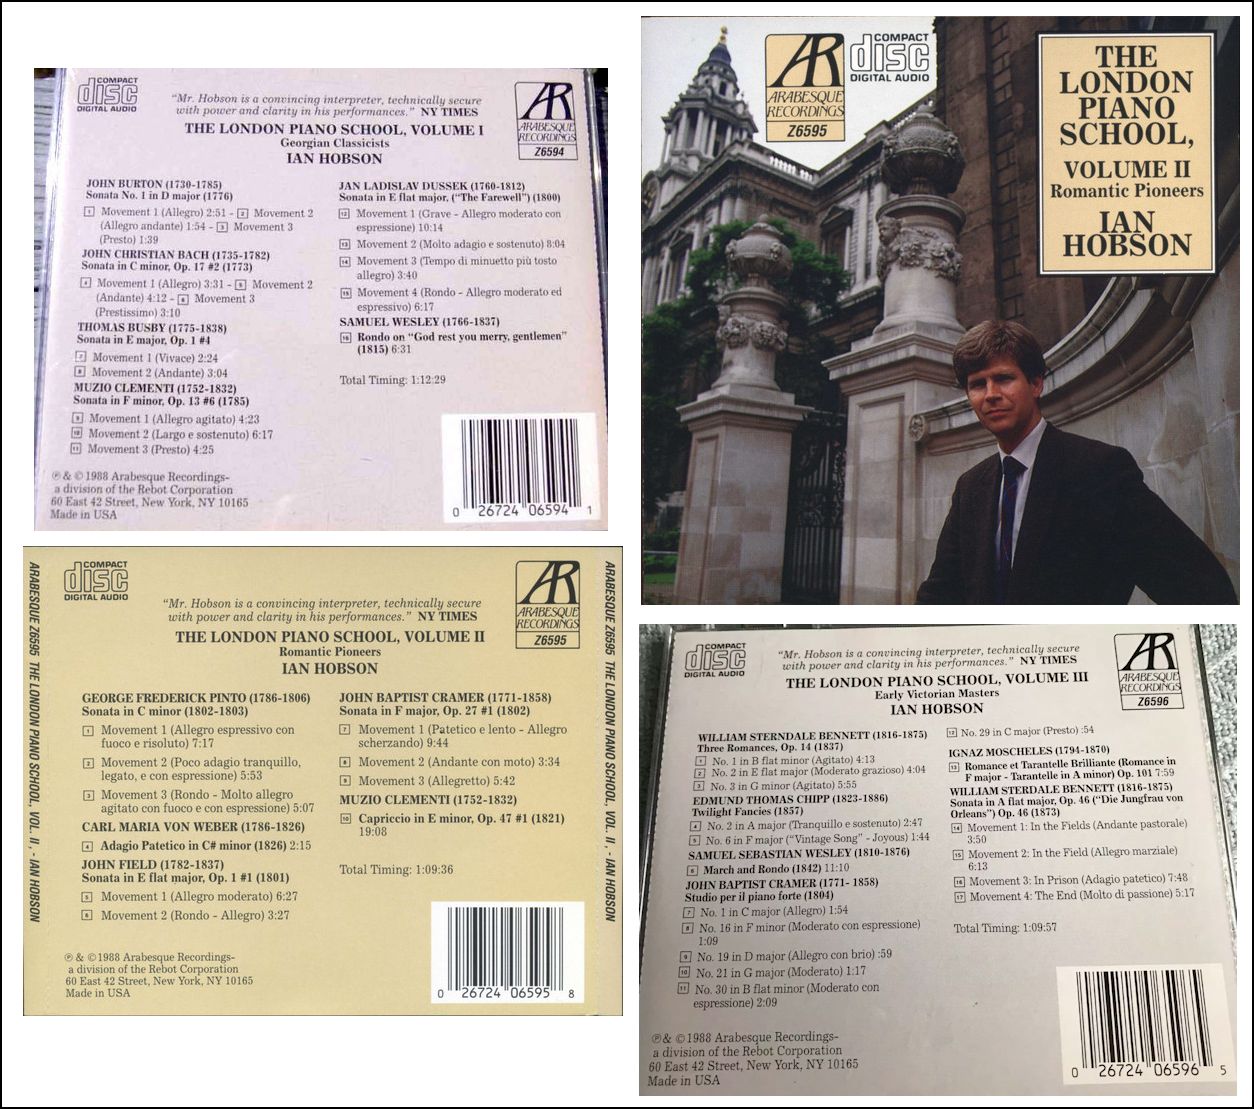 COMPACT
disc
DIGITAL AUDIO
"Mr. Hobson is a convincing interpreter, technically secure
with power and clarity in his performances." NY TIMES
THE LONDON PIANO SCHOOL, VOLUME I
Georgian Classicists
IAN HOBSON
AR
ARABESQUE
RECORDINGS
Z6594
JOHN BURTON (1730-1785)
Sonata No. 1 in D major (1776)
1 Movement 1 (Allegro) 2:51 - 2 Movement 2
(Allegro andante) 1:54 - 3 Movement 3
(Presto) 1:39
JOHN CHRISTIAN BACH (1735-1782)
Sonata in C minor, Op. 17 #2 (1773)
4 Movement 1 (Allegro) 3:31 - 5 Movement 2
(Andante) 4:12 - 6 Movement 3
(Prestissimo) 3:10
THOMAS BUSBY (1775-1838)
Sonata in E major, Op. 1 #4
7 Movement 1 (Vivace) 2:24
8 Movement 2 (Andante) 3:04
MUZIO CLEMENTI (1752-1832)
Sonata in F minor, Op. 13 #6 (1785)
9 Movement 1 (Allegro agitato) 4:23
10 Movement 2 (Largo e sostenuto) 6:17
11 Movement 3 (Presto) 4:25
℗ & © 1988 Arabesque Recordings-
a division of the Rebot Corporation
60 East 42 Street, New York, NY 10165
Made in USA
JAN LADISLAV DUSSEK (1760-1812)
Sonata in E flat major, ("The Farewell") (1800)
12 Movement 1 (Grave - Allegro moderato con
espressione) 10:14
13 Movement 2 (Molto adagio e sostenuto) 8:04
14 Movement 3 (Tempo di minuetto più tosto
allegro) 3:40
15 Movement 4 (Rondo - Allegro moderato ed
espressivo) 6:17
SAMUEL WESLEY (1766-1837)
16 Rondo on "God rest you merry, gentlemen"
(1815) 6:31
Total Timing: 1:12:29
0 26724 06594 1
AR
ARABESQUE
RECORDINGS
Z6595
COMPACT
disc
DIGITAL AUDIO
THE
LONDON
PIANO
SCHOOL,
VOLUME II
Romantic Pioneers
IAN
HOBSON
ARABESQUE Z6595 THE LONDON PIANO SCHOOL, VOL. II, - IAN HOBSON
COMPACT
disc
DIGITAL AUDIO
"Mr. Hobson is a convincing interpreter, technically secure
with power and clarity in his performances." NY TIMES
THE LONDON PIANO SCHOOL, VOLUME II
Romantic Pioneers
IAN HOBSON
AR
ARABESQUE
RECORDINGS
Z6595
GEORGE FREDERICK PINTO (1786-1806)
Sonata in C minor (1802-1803)
1 Movement 1 (Allegro espressivo con
fuoco e risoluto) 7:17
2 Movement 2 (Poco adagio tranquillo,
legato, e con espressione) 5:53
3 Movement 3 (Rondo - Molto allegro
agitato con fuoco e con espressione) 5:07
CARL MARIA VON WEBER (1786-1826)
4 Adagio Patetico in C# minor (1826) 2:15
JOHN FIELD (1782-1837)
Sonata in E flat major, Op. 1 #1 (1801)
5 Movement 1 (Allegro moderato) 6:27
6 Movement 2 (Rondo - Allegro) 3:27
℗ & © 1988 Arabesque Recordings-
a division of the Rebot Corporation
60 East 42 Street, New York, NY 10165
Made in USA
JOHN BAPTIST CRAMER (1771-1858)
Sonata in F major, Op. 27 #1 (1802)
7 Movement 1 (Patetico e lento - Allegro
scherzando) 9:44
8 Movement 2 (Andante con moto) 3:34
9 Movement 3 (Allegretto) 5:42
MUZIO CLEMENTI (1752-1832)
10 Capriccio in E minor, Op. 47 #1 (1821)
19:08
Total Timing: 1:09:36
0 26724 06595 8
ARABESQUE Z6595 THE LONDON PIANO SCHOOL, VOL. II, - IAN HOBSON
COMPACT
disc
DIGITAL AUDIO
"Mr. Hobson is a convincing interpreter, technically secure
with power and clarity in his performances." NY TIMES
THE LONDON PIANO SCHOOL, VOLUME III
Early Victorian Masters
IAN HOBSON
AR
ARABESQUE
RECORDINGS
Z6596
WILLIAM STERNDALE BENNETT (1816-1875)
Three Romances, Op. 14 (1837)
1 No. 1 in B flat minor (Agitato) 4:13
2 No. 2 in E flat major (Moderato grazioso) 4:04
3 No. 3 in G minor (Agitato) 5:55
EDMUND THOMAS CHIPP (1823-1886)
Twilight Fancies (1857)
4 No. 2 in A major (Tranquillo e sostenuto) 2:47
5 No. 6 in F major ("Vintage Song" - Joyous) 1:44
SAMUEL SEBASTIAN WESLEY (1810-1876)
6 March and Rondo (1842) 11:10
JOHN BAPTIST CRAMER (1771- 1858)
Studio per il piano forte (1804)
7 No. 1 in C major (Allegro) 1:54
8 No. 16 in F minor (Moderato con espressione)
1:09
9 No. 19 in D major (Allegro con brio) :59
10 No. 21 in G major (Moderato) 1:17
11 No. 30 in B flat minor (Moderato con
espressione) 2:09
℗ & © 1988 Arabesque Recordings-
a division of the Rebot Corporation
60 East 42 Street, New York, NY 10165
Made in USA
12 No. 29 in C major (Presto) :54
IGNAZ MOSCHELES (1794-1870)
13 Romance et Tarantelle Brilliante (Romance in
F major - Tarantelle in A minor) Op. 101 7:59
WILLIAM STERDALE BENNETT (1816-1875)
Sonata in A flat major, Op. 46 ("Die Jungfrau von
Orleans") Op. 46 (1873)
14 Movement 1: In the Fields (Andante pastorale)
3:50
15 Movement 2: In the Field (Allegro marziale)
6:13
16 Movement 3: In Prison (Adagio patetico) 7:48
17 Movement 4: The End (Molto di passione) 5:17
Total Timing: 1:09:57
0 26724 06596 5